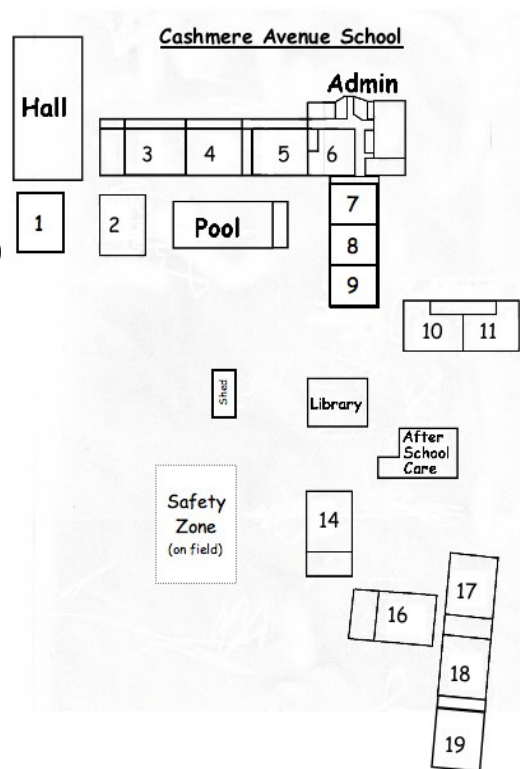 Cashmere Avenue School
Admin
Hall
3
4
5
6
1
2
Pool
7
8
9
10
11
Shed
Library
After
School
Care
Safety
Zone
(on field)
14
17
16
18
19